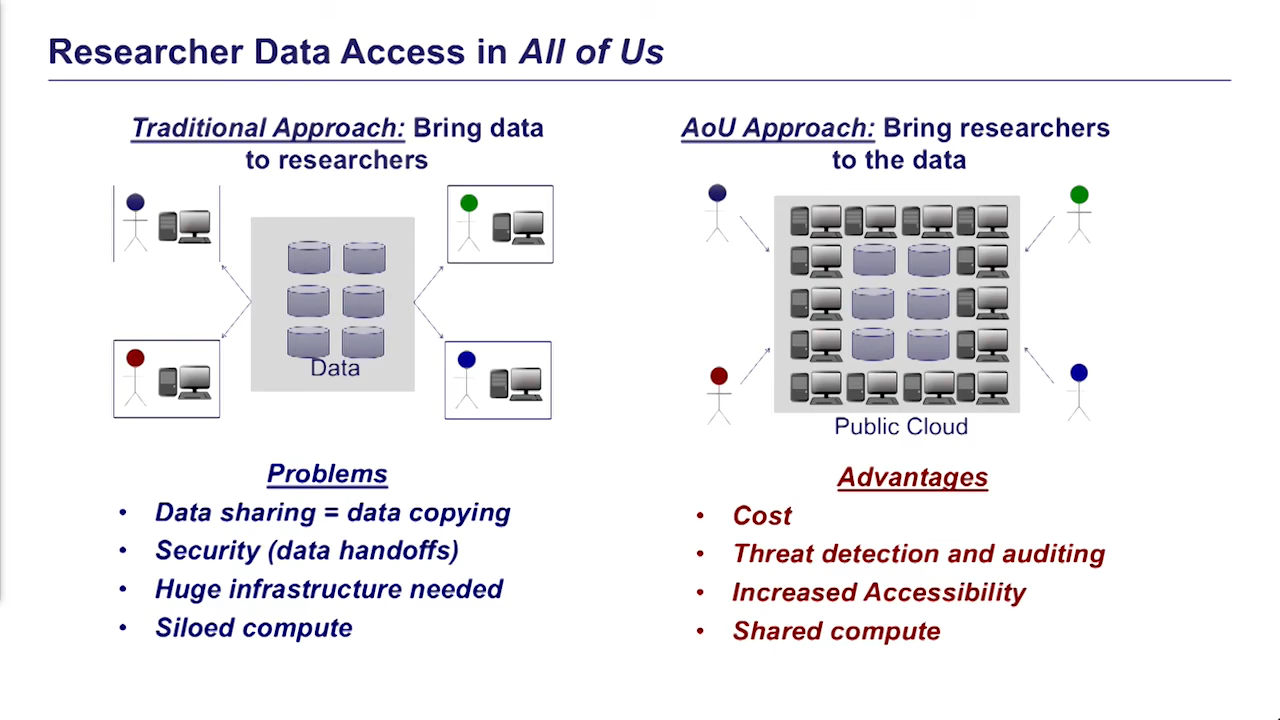 Researcher Data Access in All of Us
Traditional Approach: Bring data
to researchers
Data
Problems
• Data sharing = data copying
• Security (data handoffs)
• Huge infrastructure needed
• Siloed compute
AoU Approach: Bring researchers
to the data
Public Cloud
Advantages
• Cost
• Threat detection and auditing
• Increased Accessibility
• Shared compute